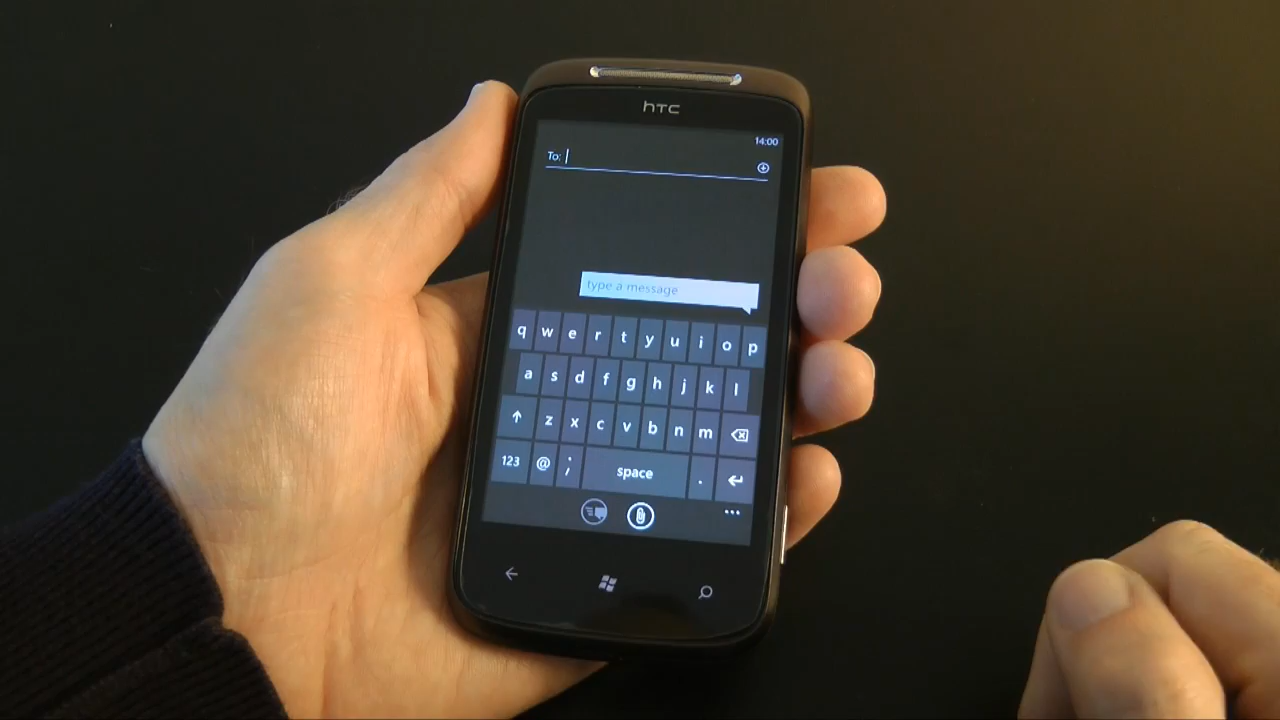 hTC
14:00
To:
type a message
q w e r t y u i o p
a s d f g h j k l
z x c v b n m
123 @ ; space .